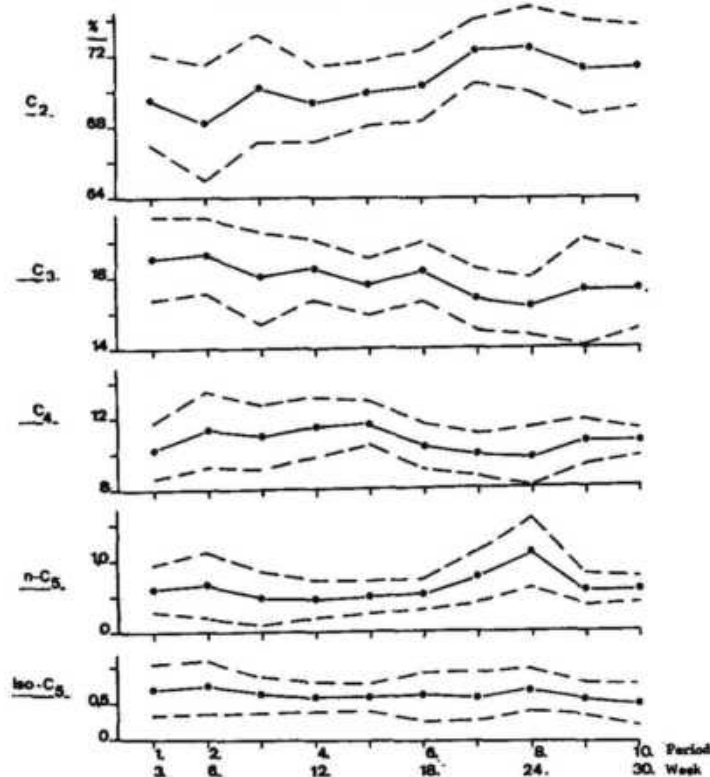 %
72
C2.
68
64
C3.
18
14
C4.
12
8
n-C5.
1,0
0
Iso-C5.
0,5
0
1. 2. 4. 6. 8. 10. Period
3. 6. 12. 18. 24. 30. Week